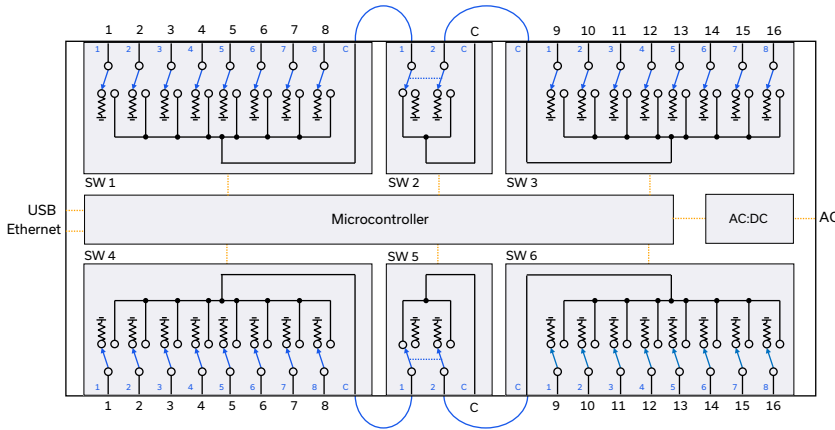 1 2 3 4 5 6 7 8 C 9 10 11 12 13 14 15 16
1 2 3 4 5 6 7 8 C 1 2 C C 1 2 3 4 5 6 7 8
SW 1 SW 2 SW 3
USB
Ethernet
Microcontroller
AC:DC
AC
SW 4 SW 5 SW 6
1 2 3 4 5 6 7 8 C 1 2 C C 1 2 3 4 5 6 7 8
1 2 3 4 5 6 7 8 C 9 10 11 12 13 14 15 16